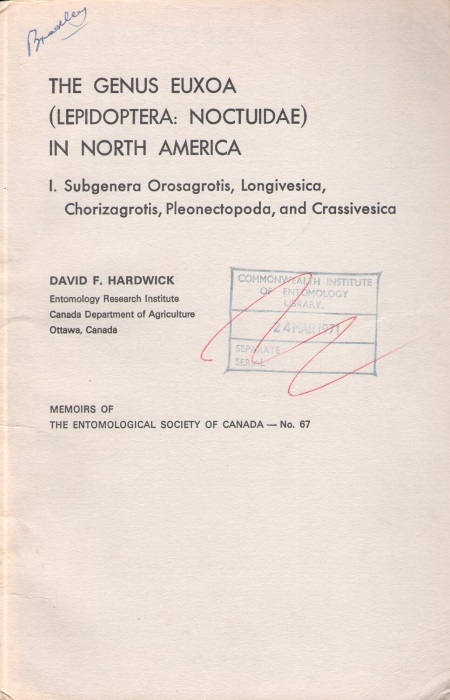 Bradley
THE GENUS EUXOA
(LEPIDOPTERA: NOCTUIDAE)
IN NORTH AMERICA
I. Subgenera Orosagrotis, Longivesica,
Chorizagrotis, Pleonectopoda, and Crassivesica
DAVID F. HARDWICK
Entomology Research Institute
Canada Department of Agriculture
Ottawa, Canada
COMMONWEALTH INSTITUTE
OF ENTOMOLOGY
LIBRARY.
24 MAR 1971
SEPARATE
SERIAL
MEMOIRS OF
THE ENTOMOLOGICAL SOCIETY OF CANADA — No. 67